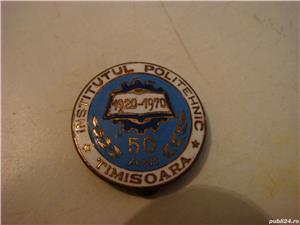 INSTITUTUL POLITEHNIC
1920-1970
50
ANI
TIMISOARA
publi24.ro